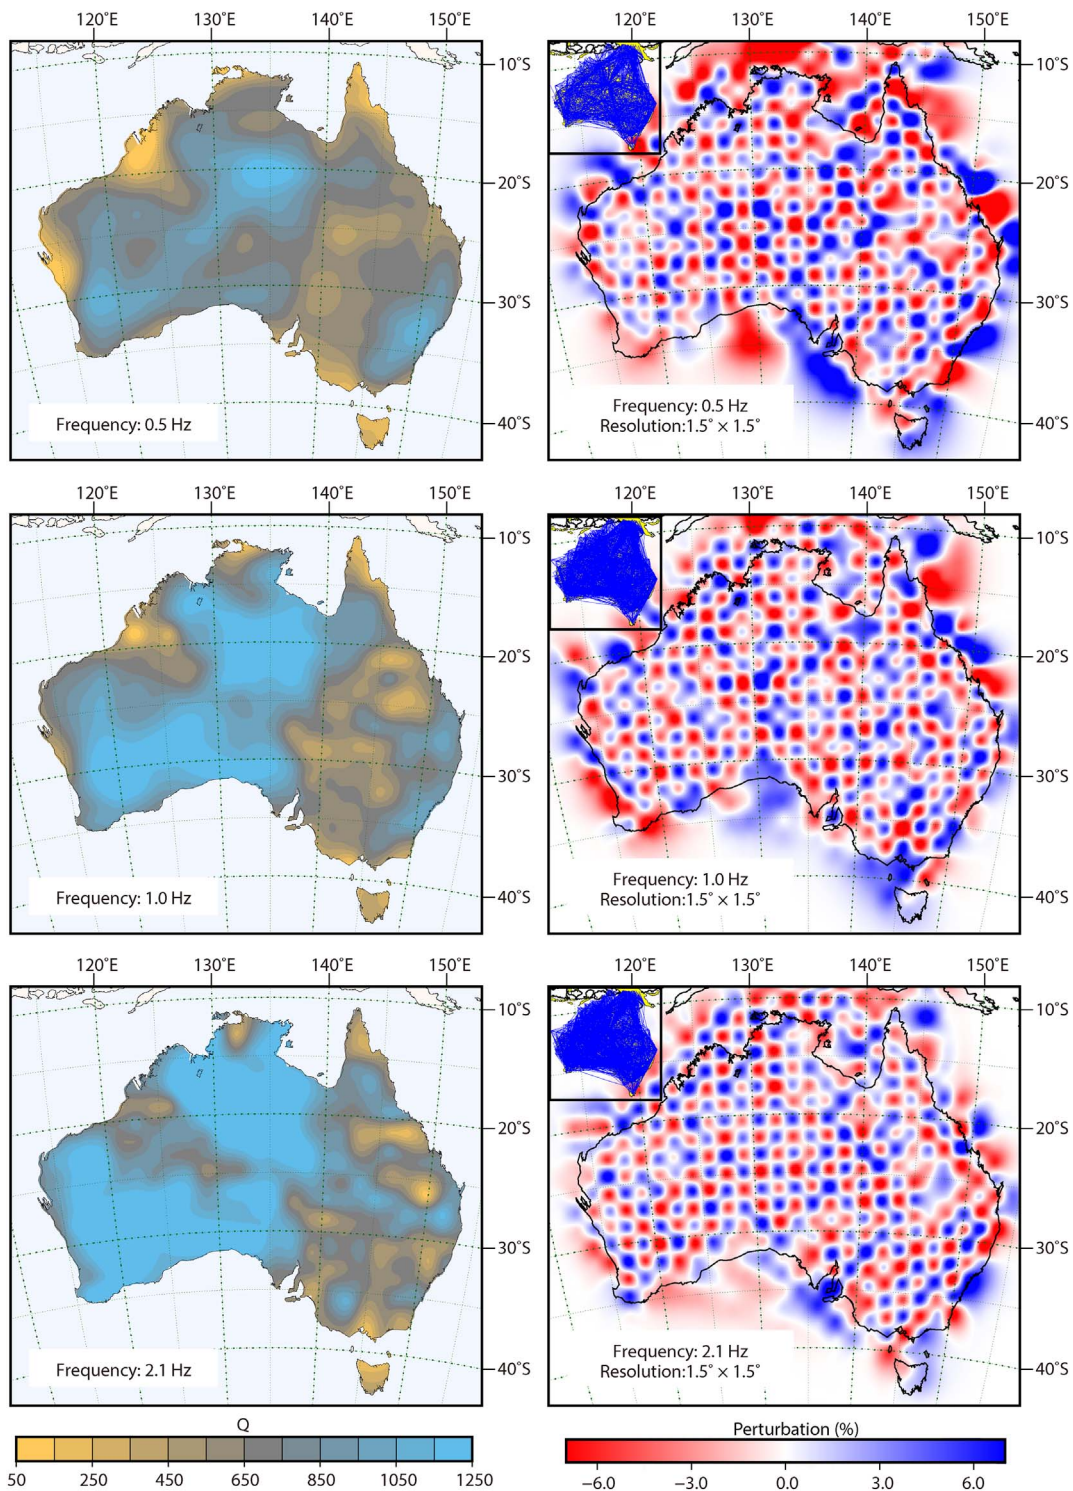 120°E 130°E 140°E 150°E
120°E 130°E 140°E 150°E
10°S
20°S
30°S
40°S
Frequency: 0.5 Hz
10°S
20°S
30°S
40°S
Frequency: 0.5 Hz
Resolution:1.5° × 1.5°
120°E 130°E 140°E 150°E
120°E 130°E 140°E 150°E
10°S
20°S
30°S
40°S
Frequency: 1.0 Hz
10°S
20°S
30°S
40°S
Frequency: 1.0 Hz
Resolution:1.5° × 1.5°
120°E 130°E 140°E 150°E
120°E 130°E 140°E 150°E
10°S
20°S
30°S
40°S
Frequency: 2.1 Hz
10°S
20°S
30°S
40°S
Frequency: 2.1 Hz
Resolution:1.5° × 1.5°
Q
50 250 450 650 850 1050 1250
Perturbation (%)
−6.0 −3.0 0.0 3.0 6.0